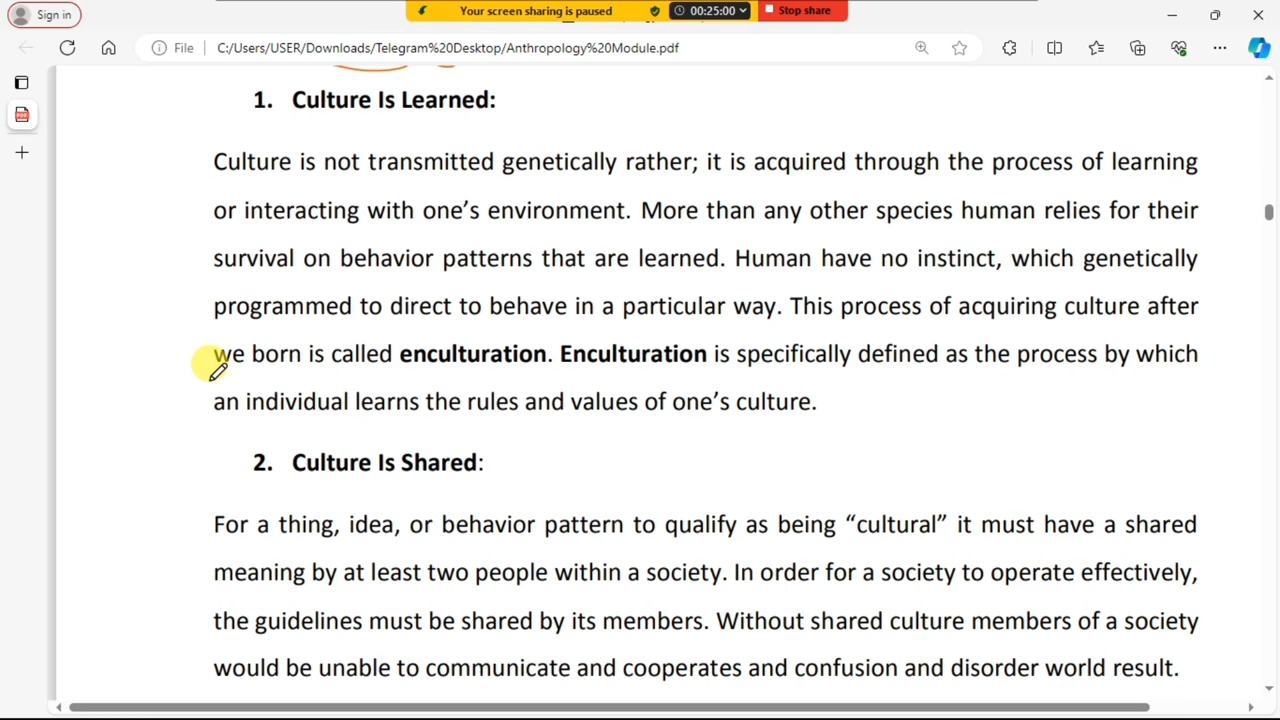 Sign in
Your screen sharing is paused
00:25:00
Stop share
File
C:/Users/USER/Downloads/Telegram%20Desktop/Anthropology%20Module.pdf
1. Culture Is Learned:
Culture is not transmitted genetically rather; it is acquired through the process of learning
or interacting with one’s environment. More than any other species human relies for their
survival on behavior patterns that are learned. Human have no instinct, which genetically
programmed to direct to behave in a particular way. This process of acquiring culture after
we born is called enculturation. Enculturation is specifically defined as the process by which
an individual learns the rules and values of one’s culture.
2. Culture Is Shared:
For a thing, idea, or behavior pattern to qualify as being “cultural” it must have a shared
meaning by at least two people within a society. In order for a society to operate effectively,
the guidelines must be shared by its members. Without shared culture members of a society
would be unable to communicate and cooperates and confusion and disorder world result.